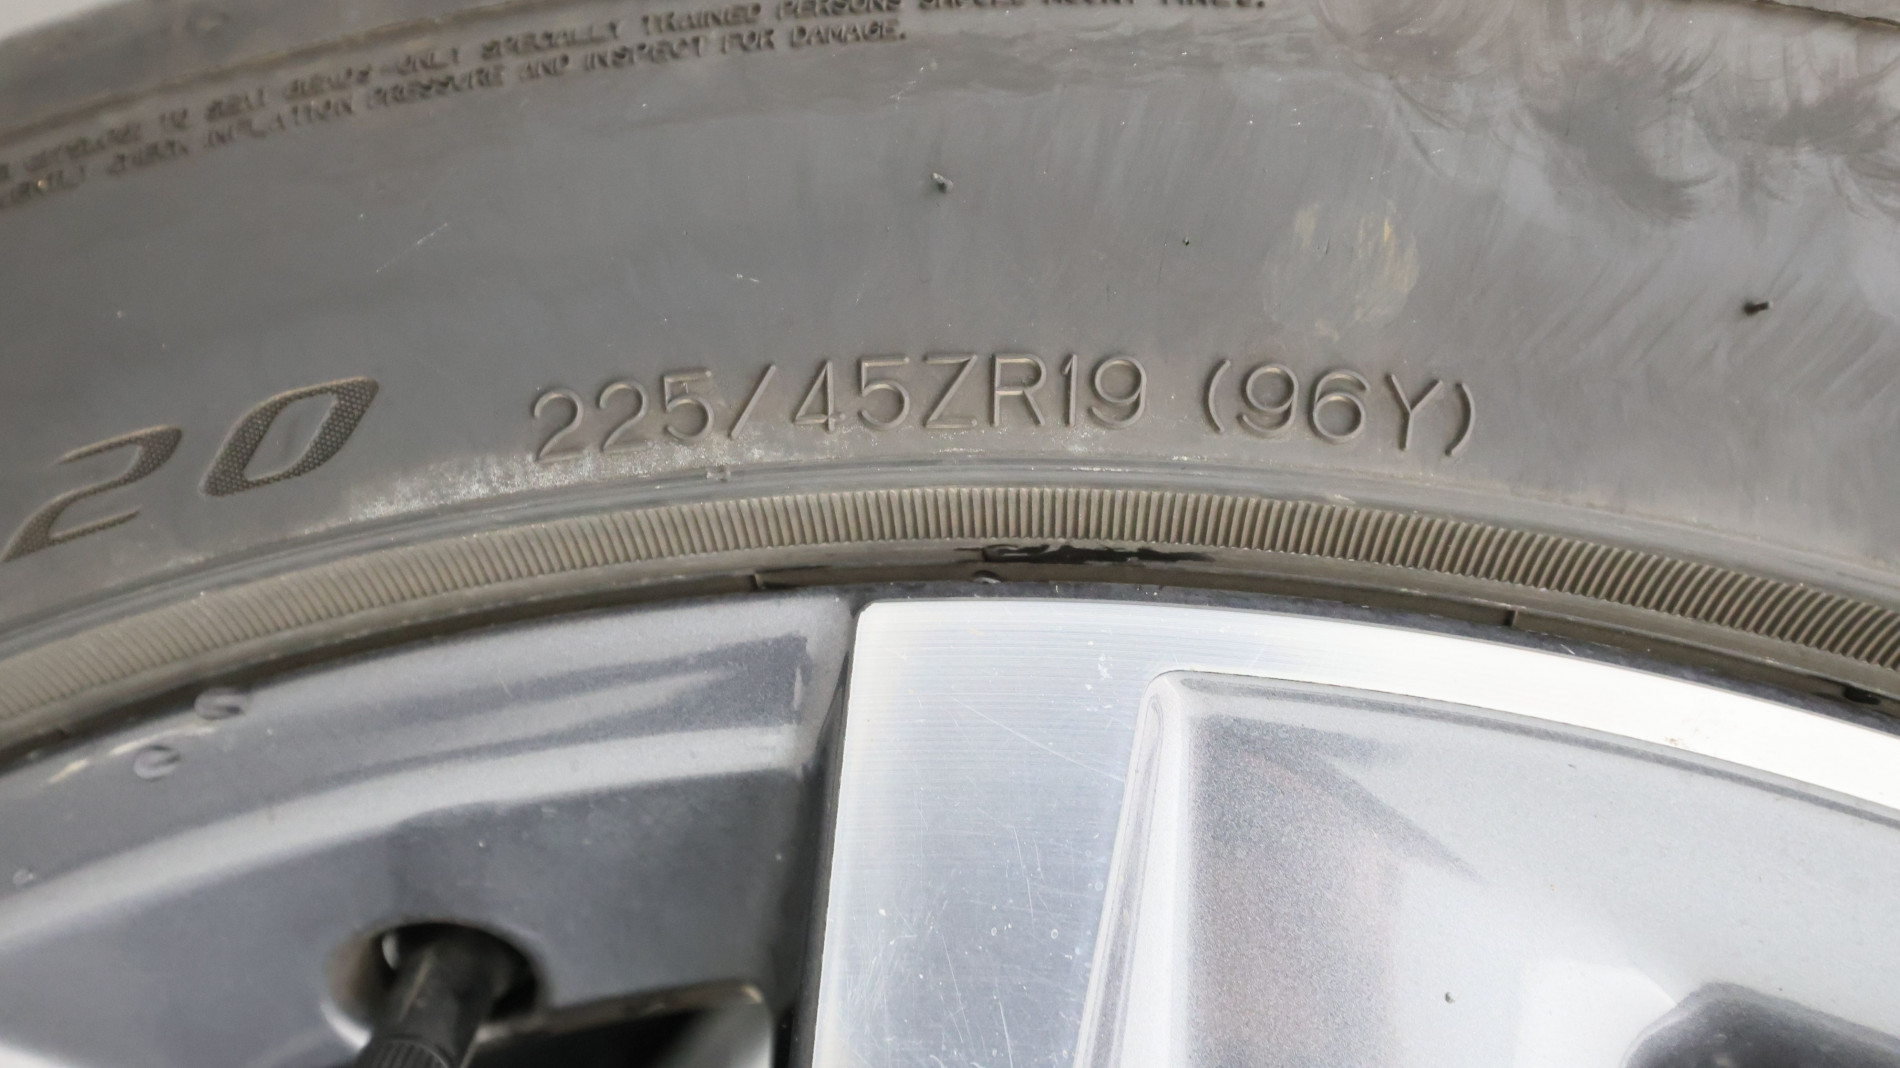 ONLY SPECIALLY TRAINED PERSONS SHOULD MOUNT TIRES.
INFLATION PRESSURE AND INSPECT FOR DAMAGE.
20
225/45ZR19 (96Y)